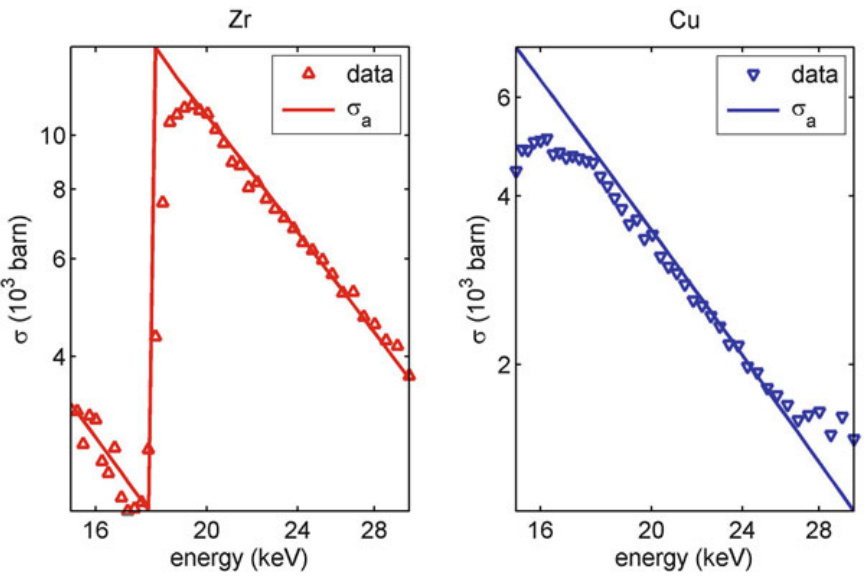 Zr
data
σa
10
8
6
4
σ (10³ barn)
16
20
24
28
energy (keV)
Cu
data
σa
6
4
2
σ (10³ barn)
16
20
24
28
energy (keV)